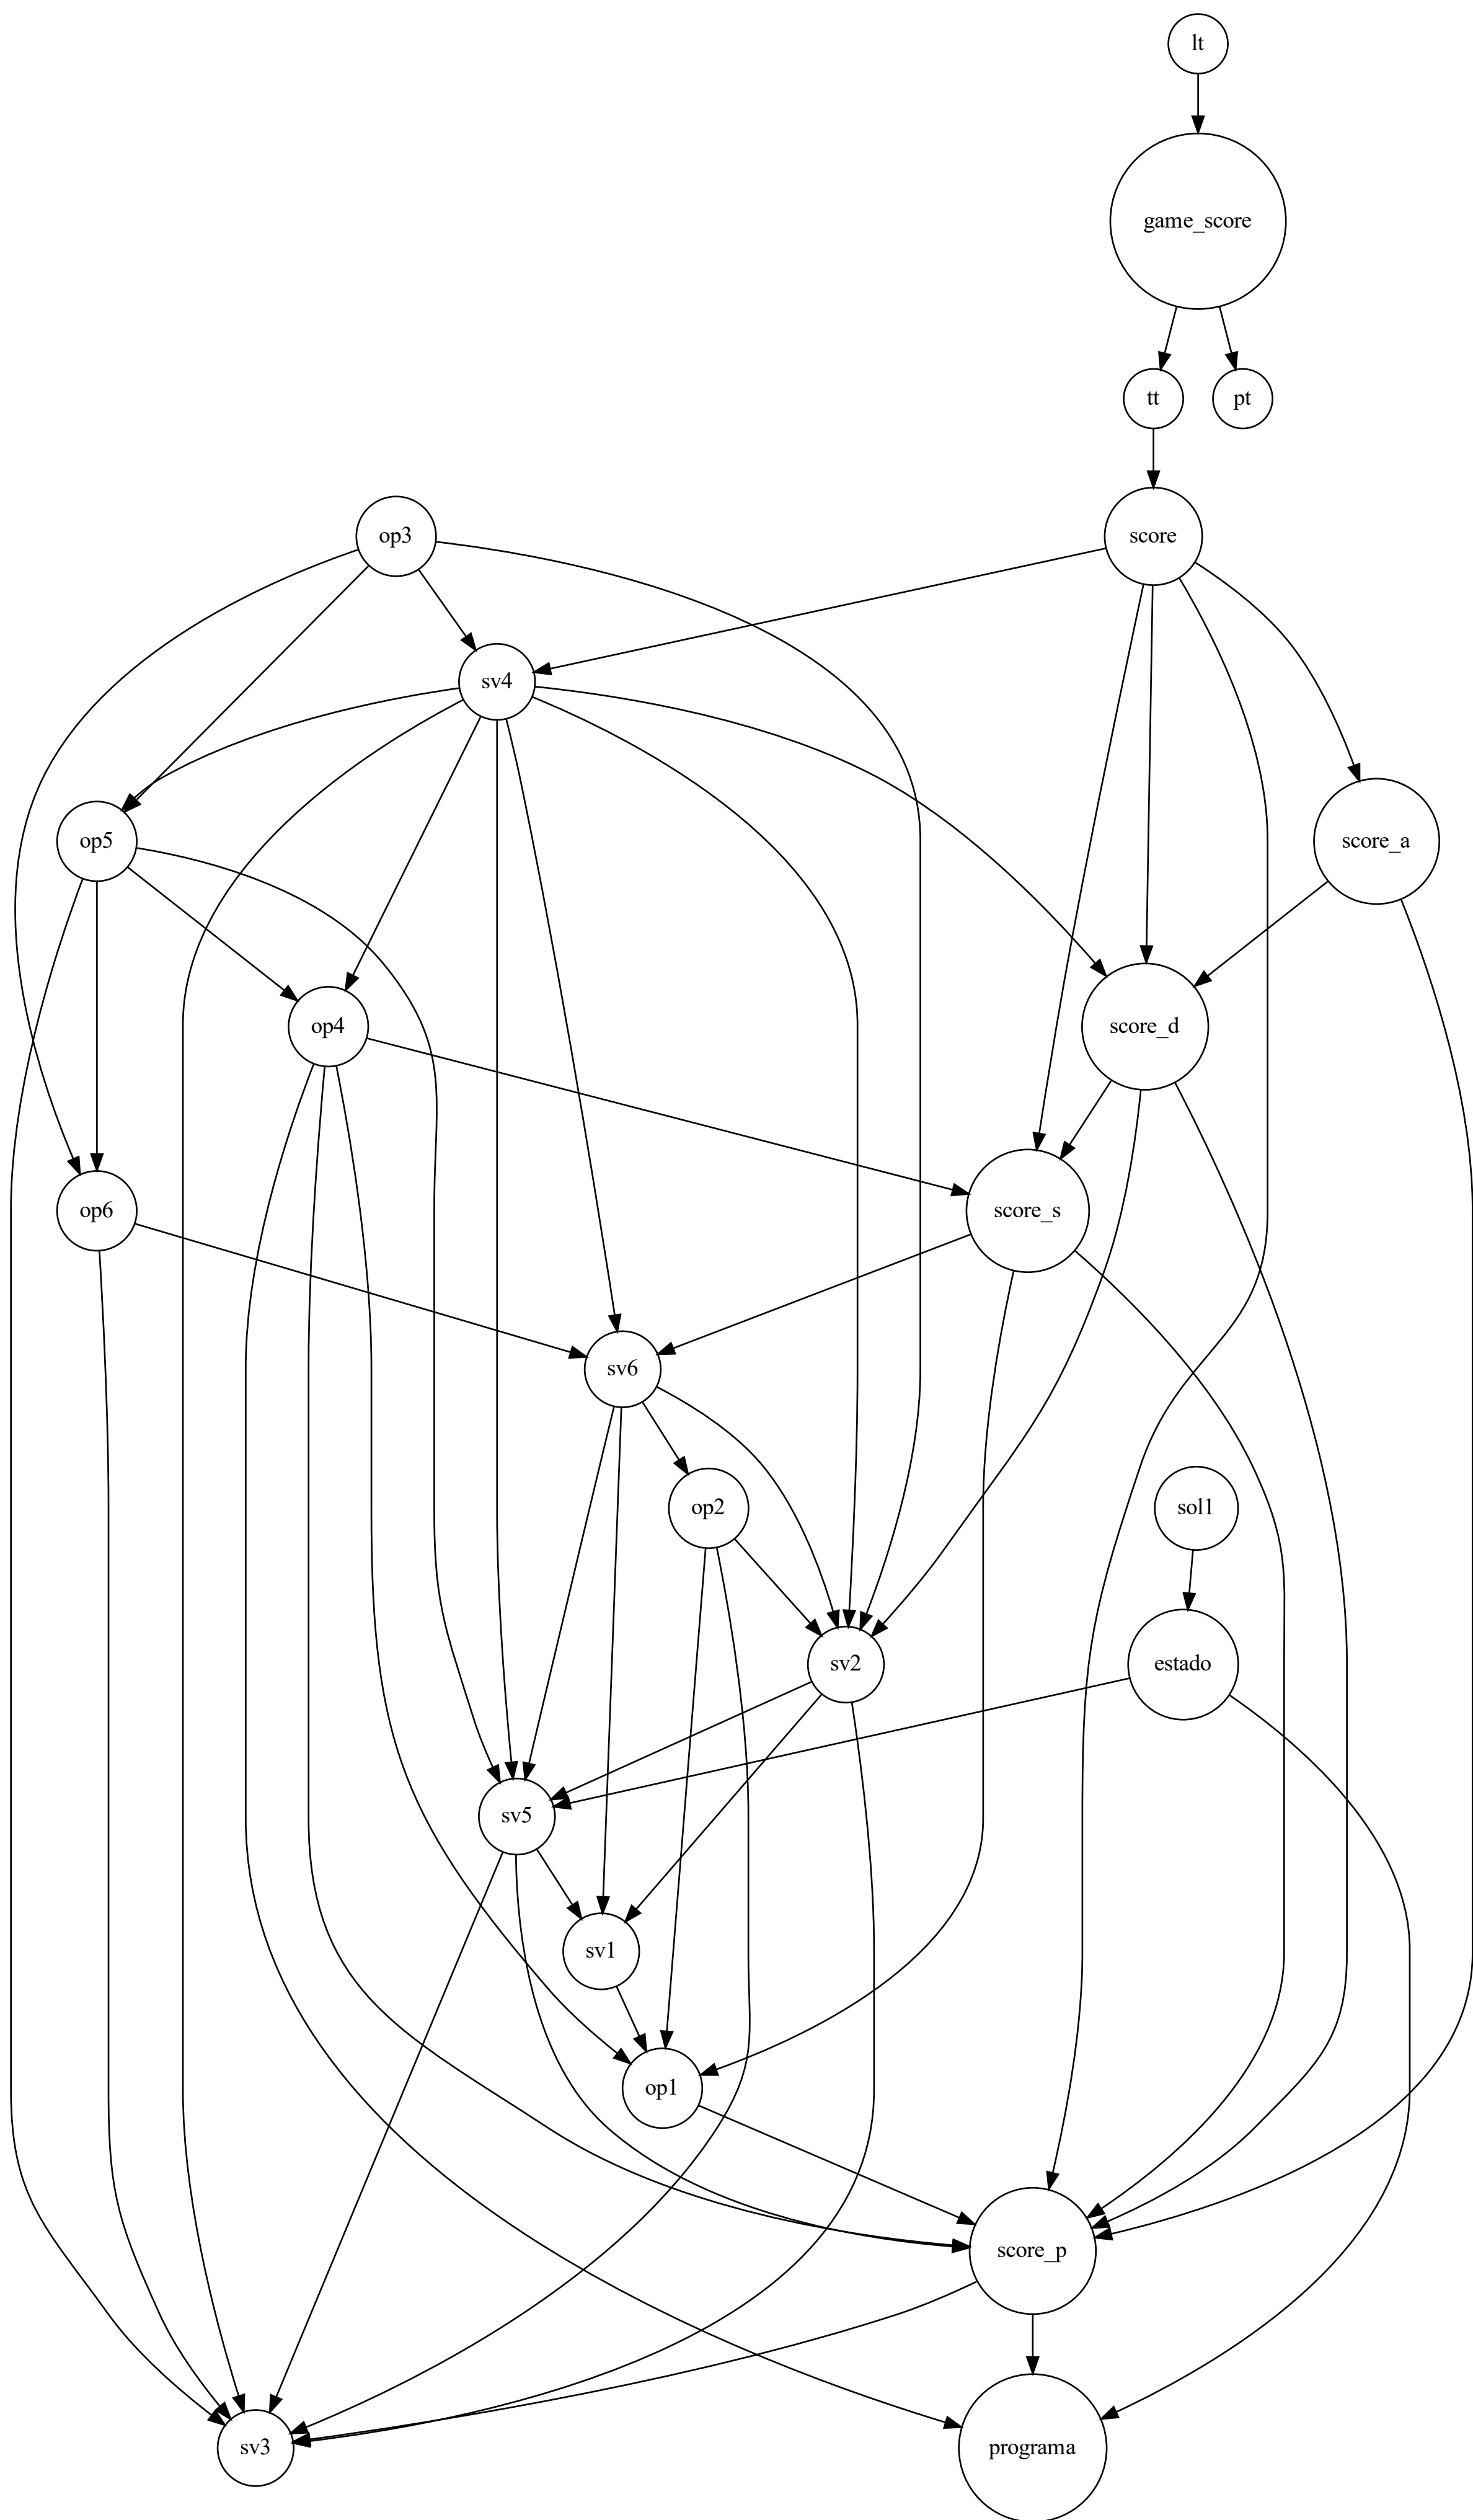 lt
game_score
tt
pt
op3
score
sv4
op5
score_a
op4
score_d
op6
score_s
sv6
op2
sol1
sv2
estado
sv5
sv1
op1
score_p
sv3
programa